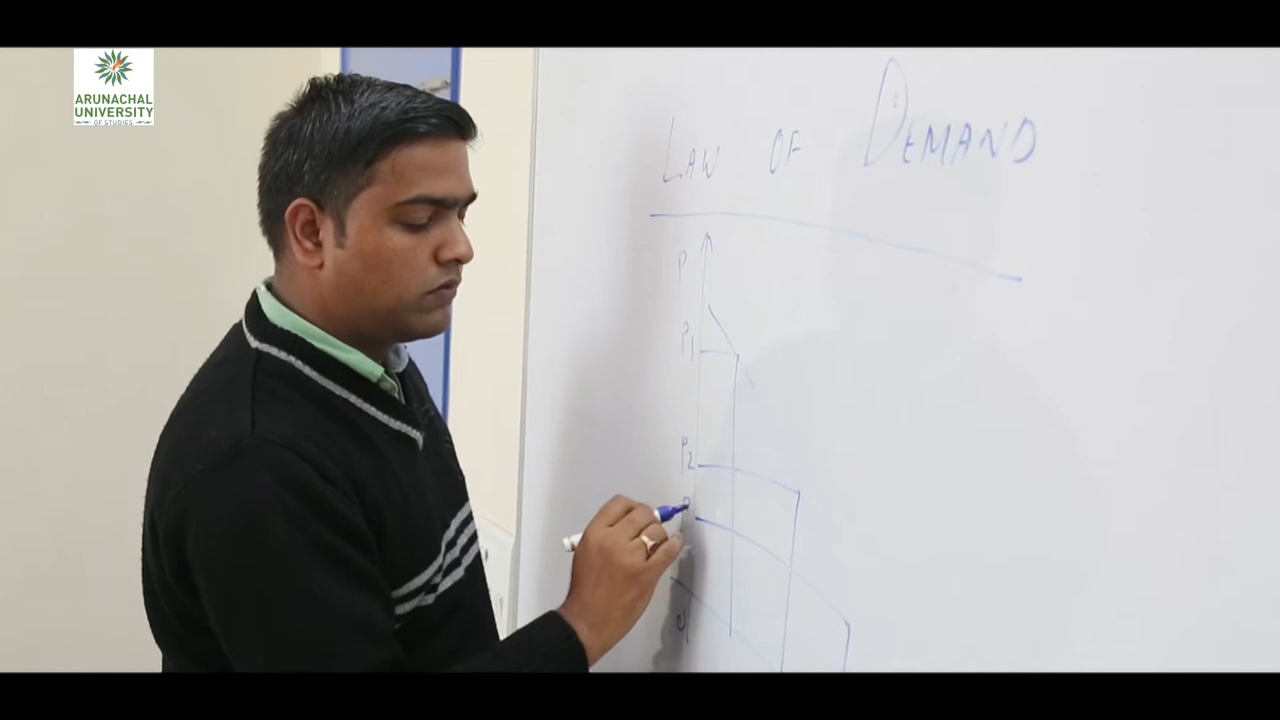 ARUNACHAL
UNIVERSITY
OF STUDIES
LAW OF DEMAND
P
P1
P2
P